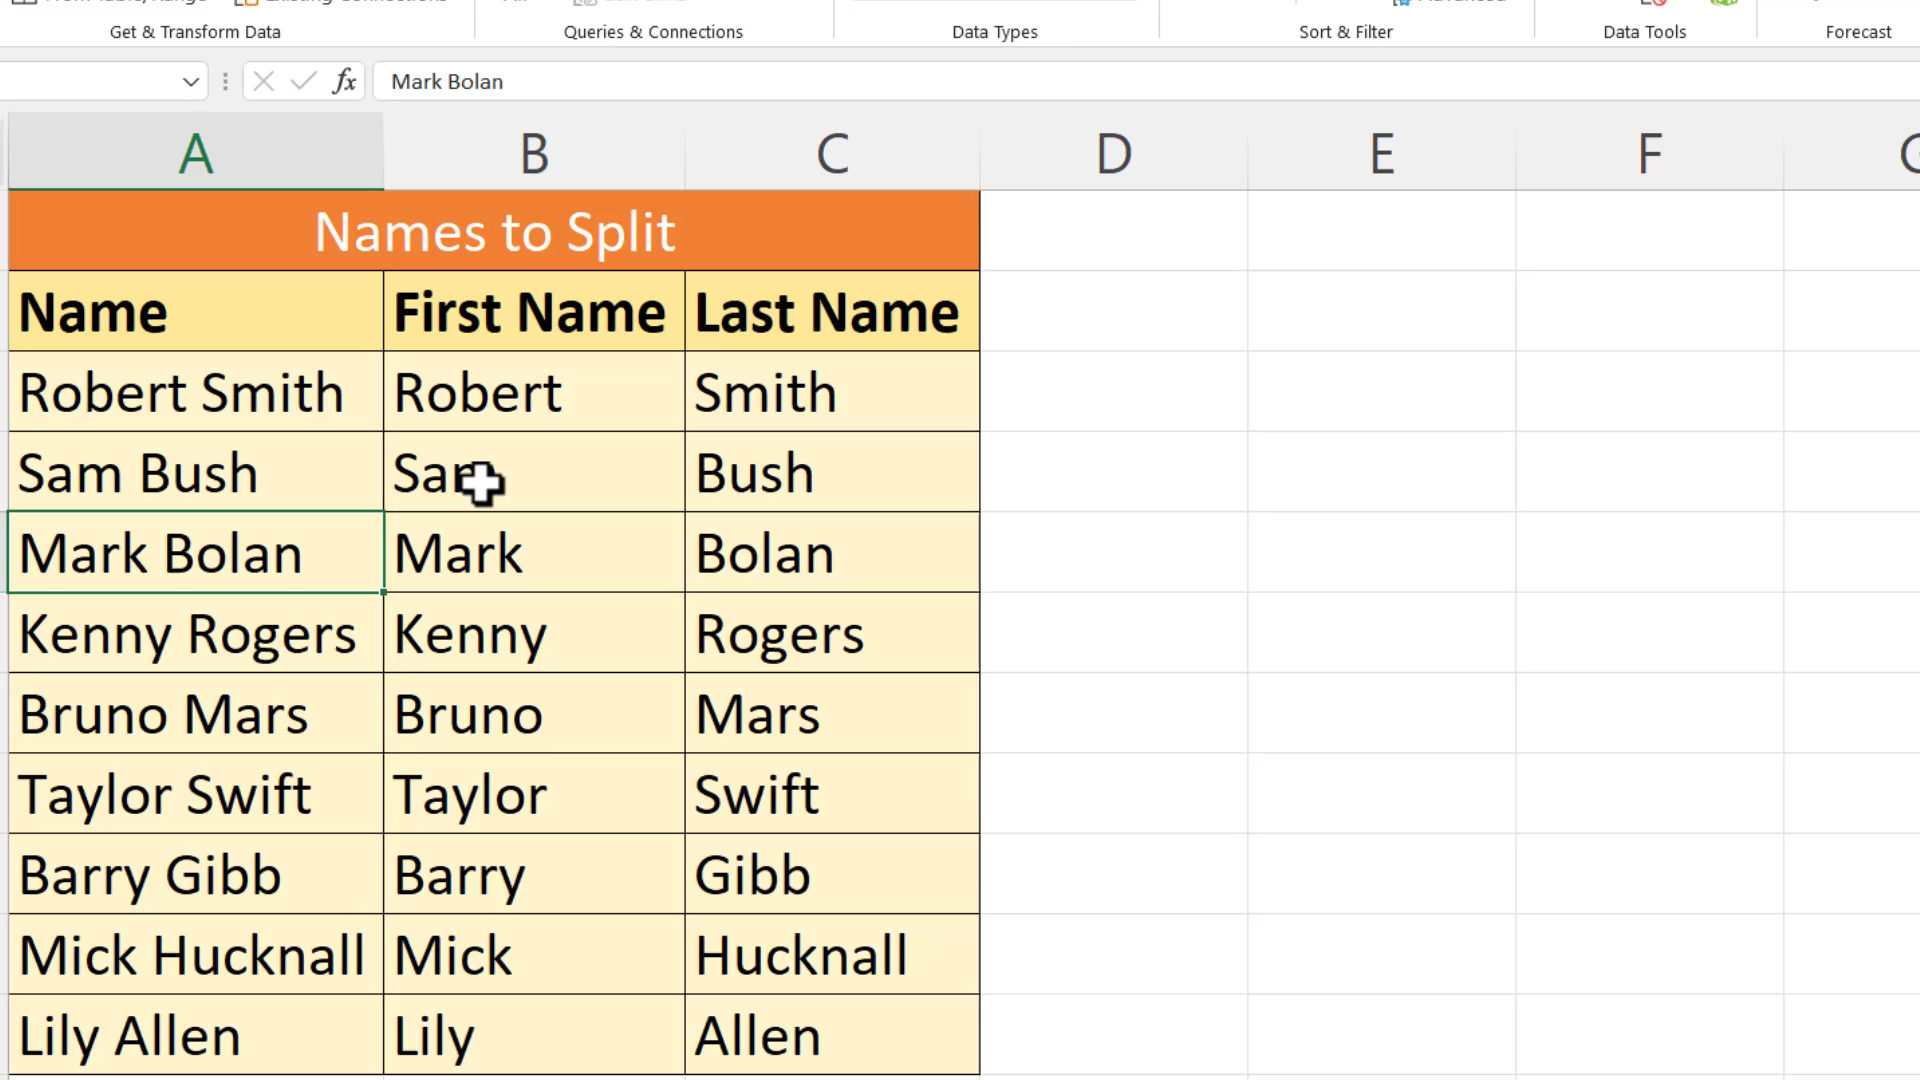 Get & Transform Data Queries & Connections Data Types Sort & Filter Data Tools Forecast
fx Mark Bolan
A B C D E F
Names to Split
Name First Name Last Name
Robert Smith Robert Smith
Sam Bush Bush
Mark Bolan Mark Bolan
Kenny Rogers Kenny Rogers
Bruno Mars Bruno Mars
Taylor Swift Taylor Swift
Barry Gibb Barry Gibb
Mick Hucknall Mick Hucknall
Lily Allen Lily Allen